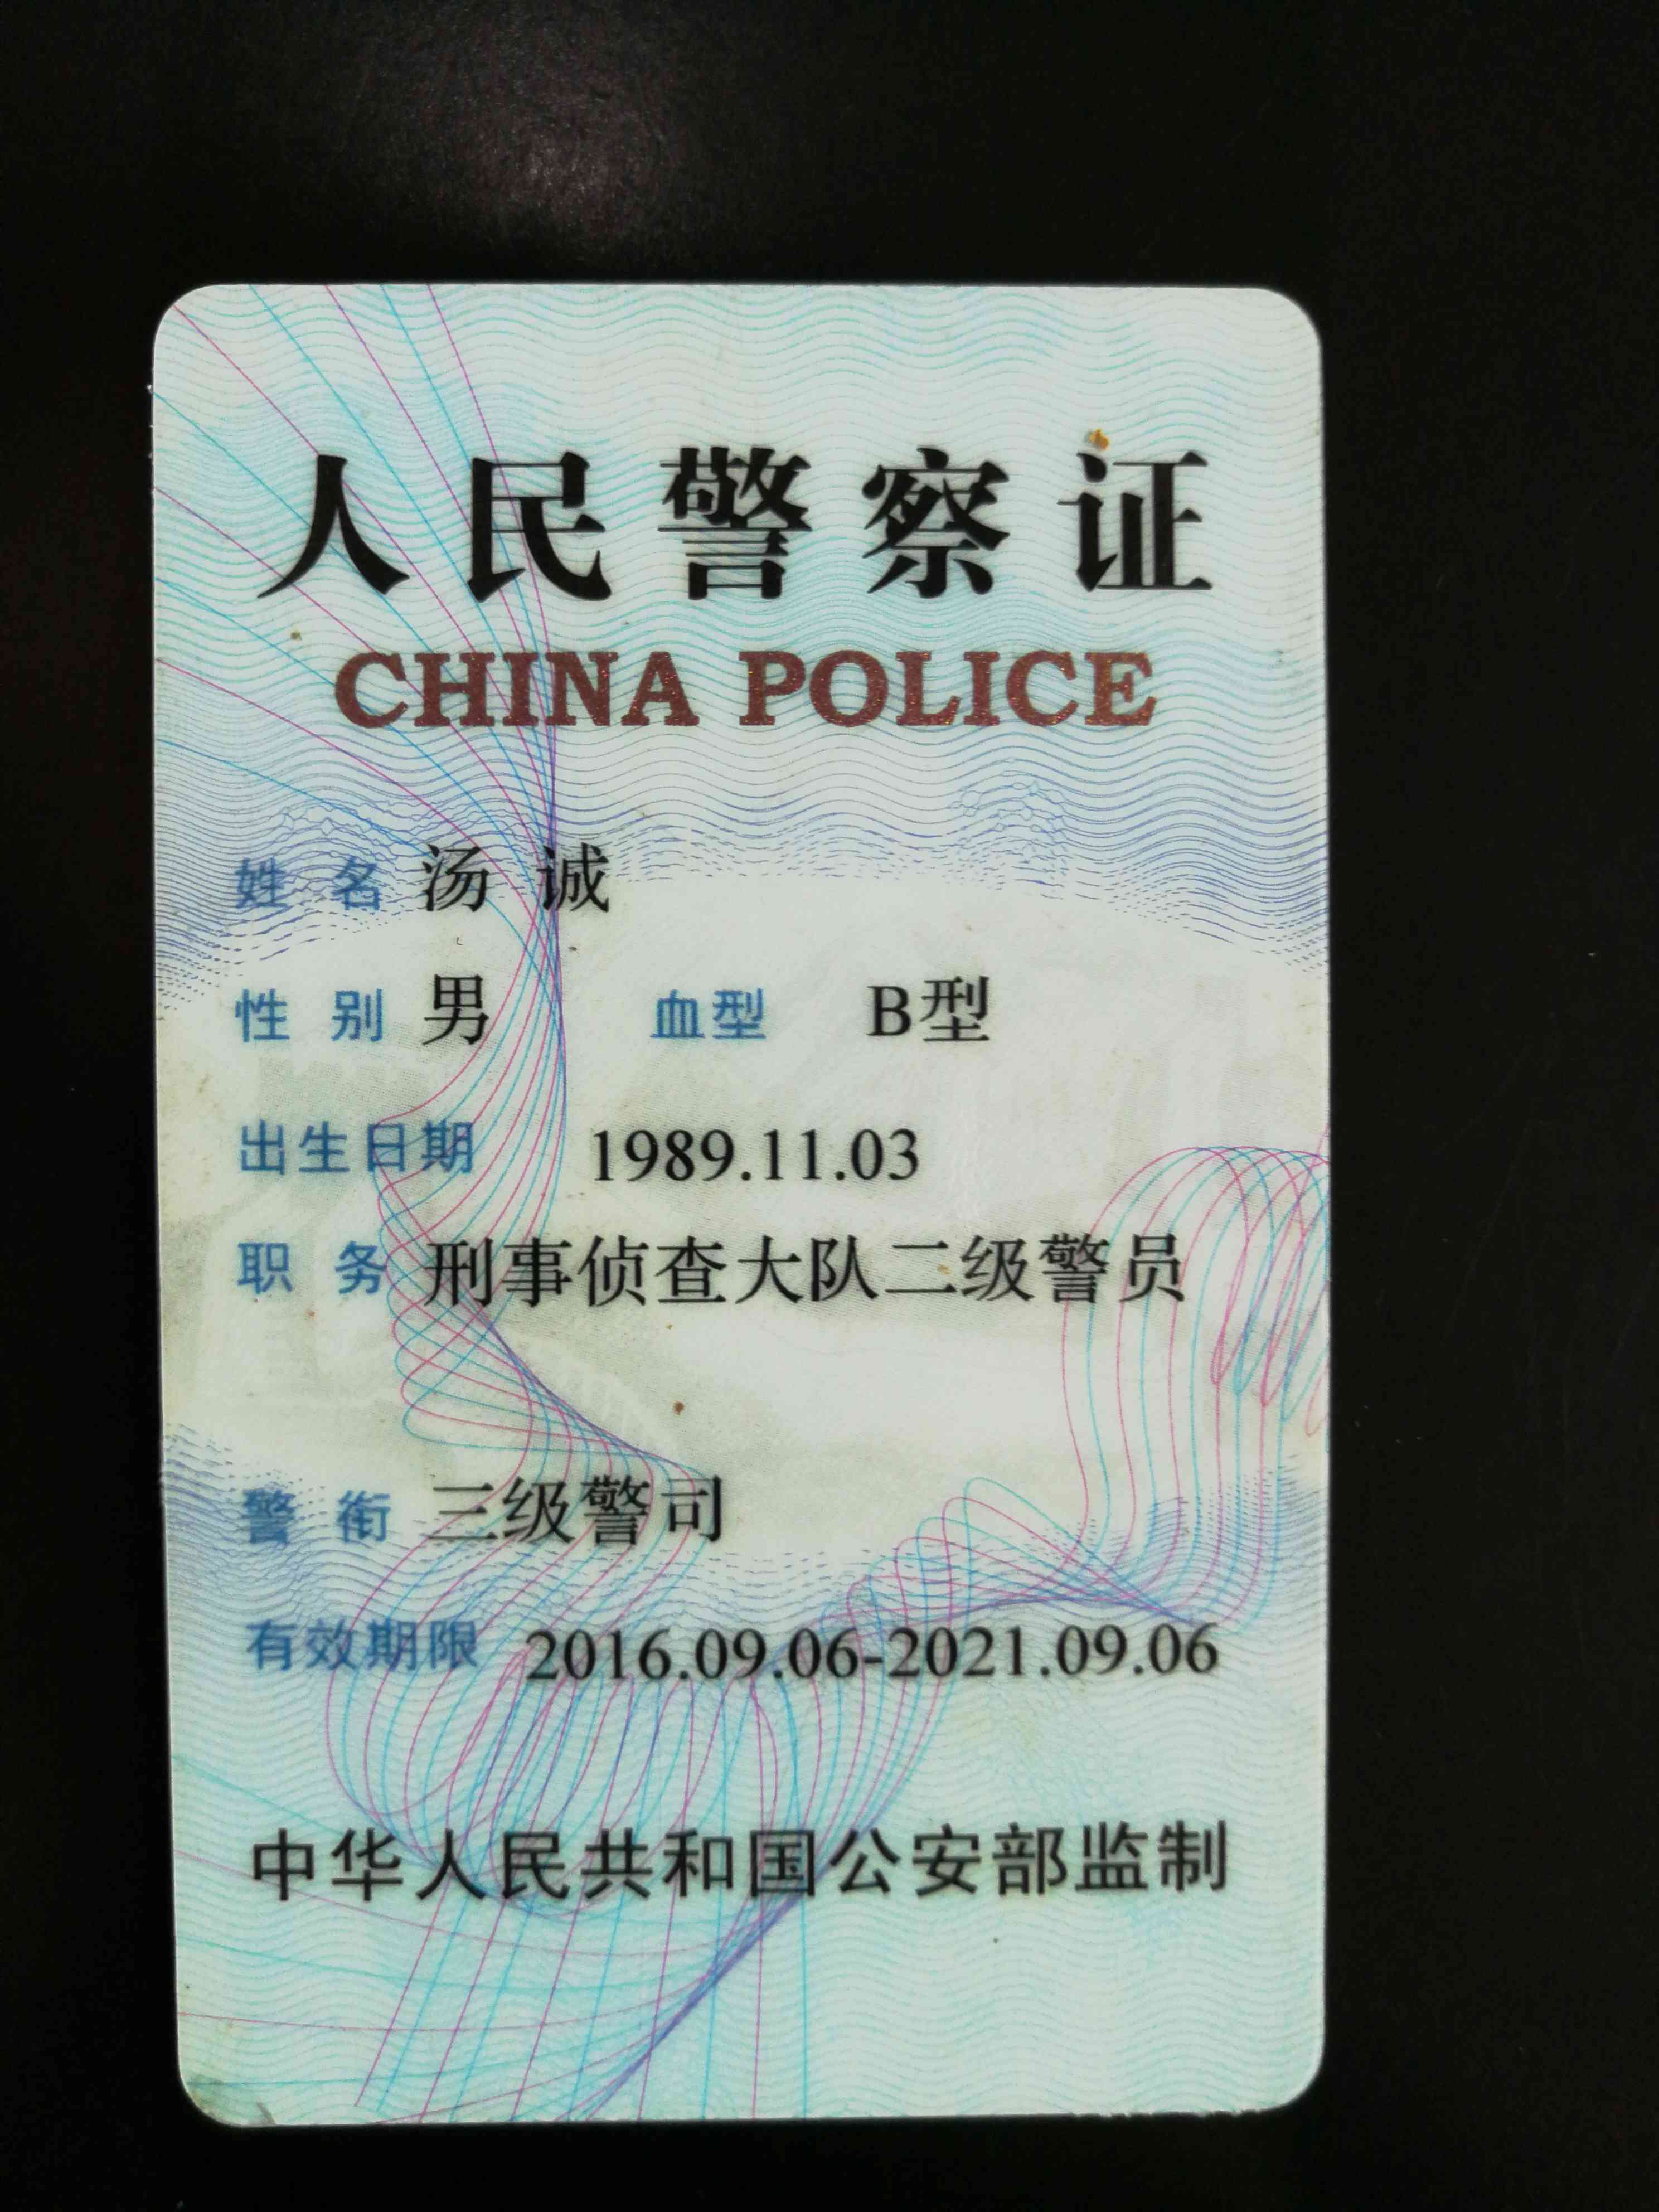 人民警察证
CHINA POLICE
姓名 汤诚
性别 男 血型 B型
出生日期 1989.11.03
职务 刑事侦查大队二级警员
警衔 三级警司
有效期限 2016.09.06-2021.09.06
中华人民共和国公安部监制